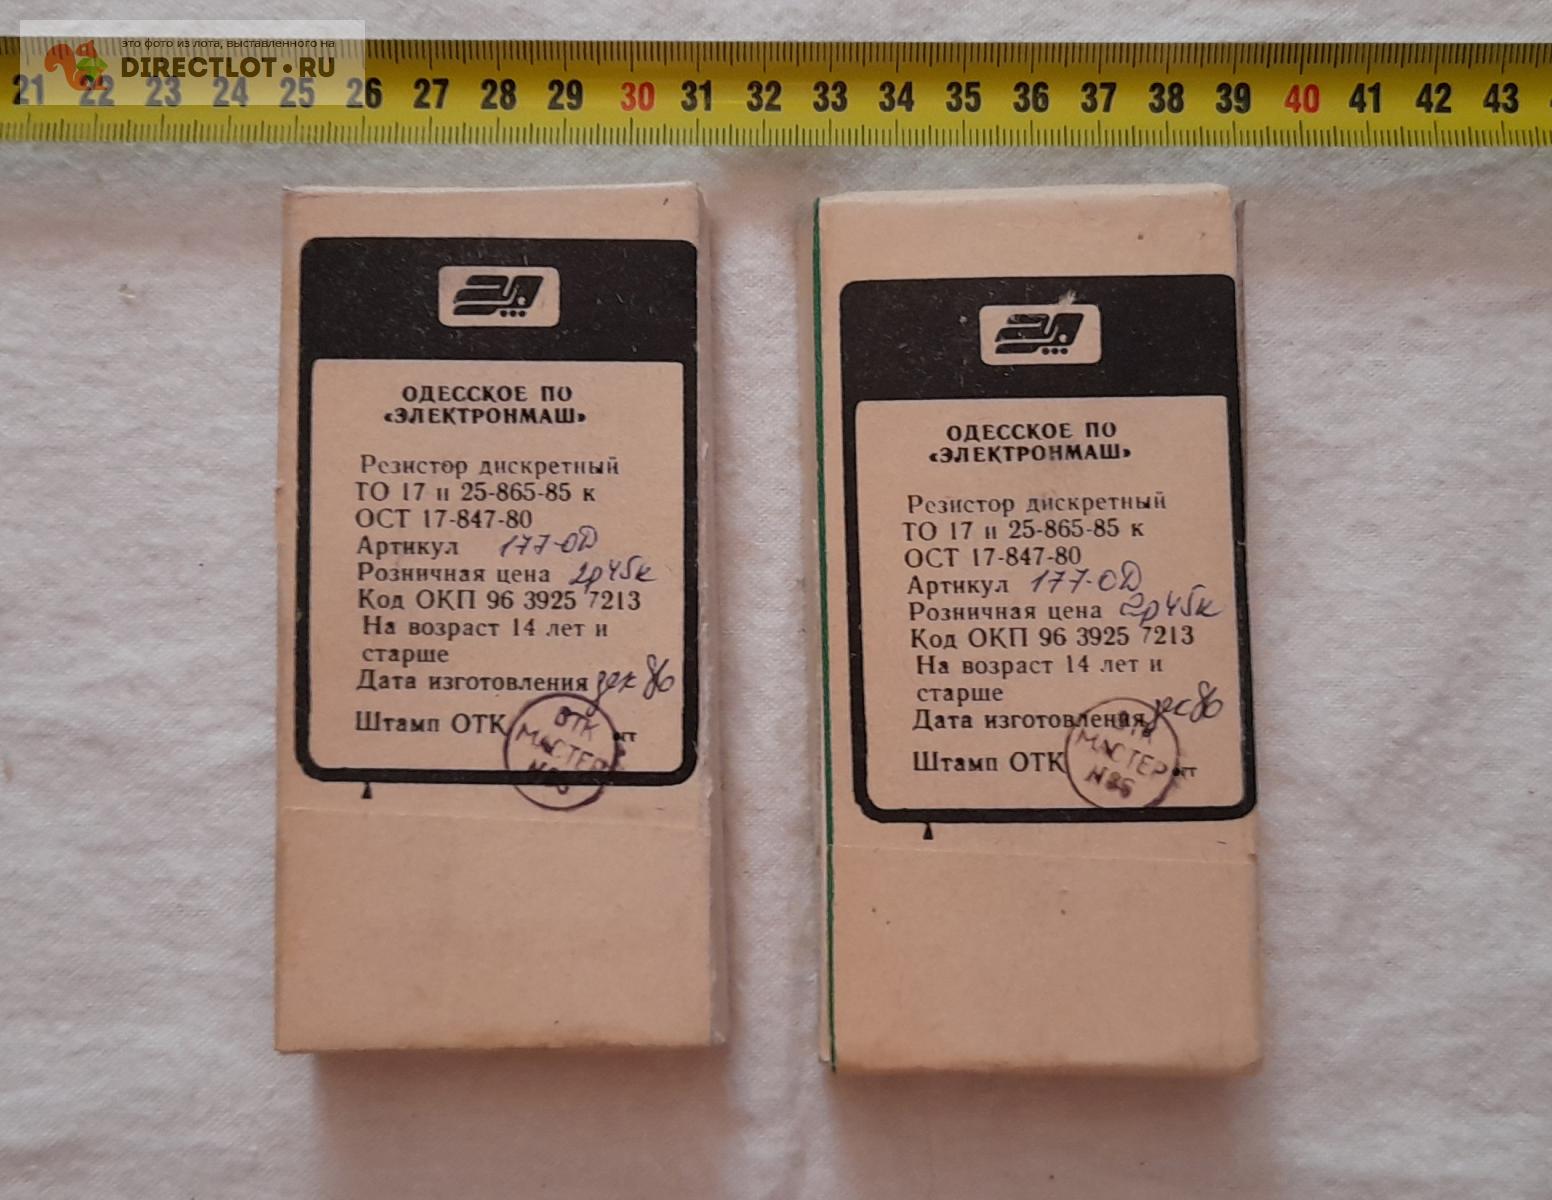 это фото из лота, выставленного на
DIRECTLOT.RU
21 22 23 24 25 26 27 28 29 30 31 32 33 34 35 36 37 38 39 40 41 42 43
ОДЕССКОЕ ПО
«ЭЛЕКТРОНМАШ»
Резистор дискретный
ТО 17 и 25-865-85 к
ОСТ 17-847-80
Артикул 177-ОД
Розничная цена 2р45к
Код ОКП 96 3925 7213
На возраст 14 лет и
старше
Дата изготовления дек 86
Штамп ОТК
ОТК
МАСТЕР
ОДЕССКОЕ ПО
«ЭЛЕКТРОНМАШ»
Резистор дискретный
ТО 17 и 25-865-85 к
ОСТ 17-847-80
Артикул 177-ОД
Розничная цена 2р45к
Код ОКП 96 3925 7213
На возраст 14 лет и
старше
Дата изготовления дек 86
Штамп ОТК
ОТК
МАСТЕР